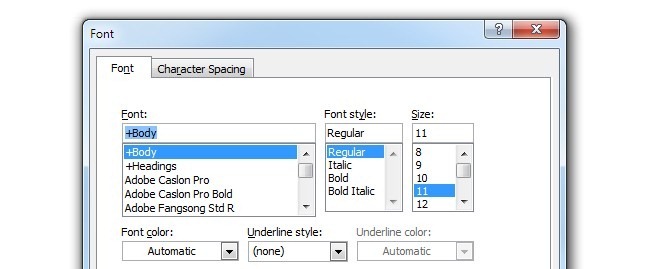 Font
Font Character Spacing
Font: Font style: Size:
+Body Regular 11
+Body Regular 8
+Headings Italic 9
Adobe Caslon Pro Bold 10
Adobe Caslon Pro Bold Bold Italic 11
Adobe Fangsong Std R 12
Font color: Underline style: Underline color:
Automatic (none) Automatic